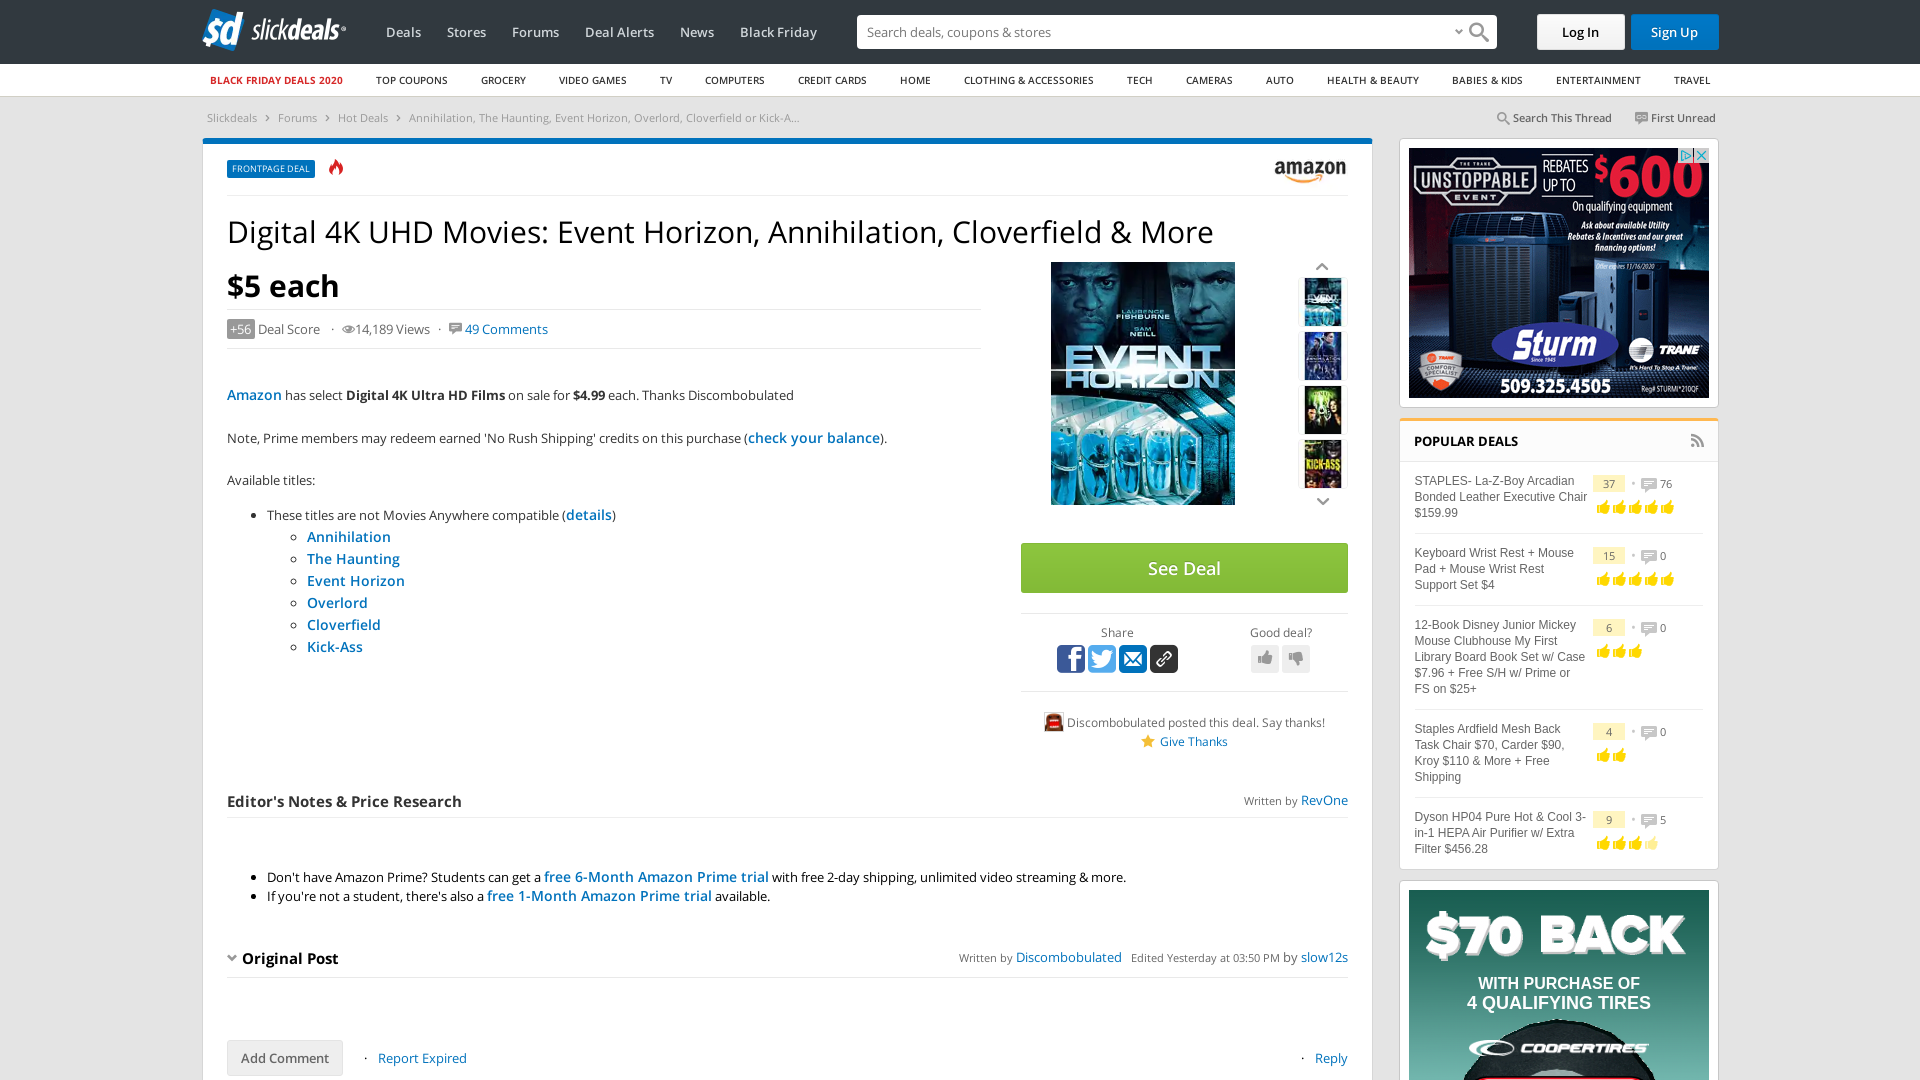 slickdeals
Deals
Stores
Forums
Deal Alerts
News
Black Friday
Search deals, coupons & stores
Log In
Sign Up
BLACK FRIDAY DEALS 2020
TOP COUPONS
GROCERY
VIDEO GAMES
TV
COMPUTERS
CREDIT CARDS
HOME
CLOTHING & ACCESSORIES
TECH
CAMERAS
AUTO
HEALTH & BEAUTY
BABIES & KIDS
ENTERTAINMENT
TRAVEL
Slickdeals › Forums › Hot Deals › Annihilation, The Haunting, Event Horizon, Overlord, Cloverfield or Kick-A...
Search This Thread
First Unread
FRONTPAGE DEAL
amazon
Digital 4K UHD Movies: Event Horizon, Annihilation, Cloverfield & More
$5 each
+56 Deal Score · 14,189 Views · 49 Comments
Amazon has select Digital 4K Ultra HD Films on sale for $4.99 each. Thanks Discombobulated
Note, Prime members may redeem earned 'No Rush Shipping' credits on this purchase (check your balance).
Available titles:
These titles are not Movies Anywhere compatible (details)
Annihilation
The Haunting
Event Horizon
Overlord
Cloverfield
Kick-Ass
LAURENCE
FISHBURNE
SAM
NEILL
EVENT
HORIZON
KICK-ASS
See Deal
Share
Good deal?
Discombobulated posted this deal. Say thanks!
Give Thanks
Editor's Notes & Price Research
Written by RevOne
Don't have Amazon Prime? Students can get a free 6-Month Amazon Prime trial with free 2-day shipping, unlimited video streaming & more.
If you're not a student, there's also a free 1-Month Amazon Prime trial available.
Original Post
Written by Discombobulated Edited Yesterday at 03:50 PM by slow12s
Add Comment
· Report Expired
· Reply
THE TRANE
UNSTOPPABLE
EVENT
REBATES
UP TO
$600
On qualifying equipment
Ask about available Utility
Rebates & Incentives and our great
financing options!
Offer expires 11/16/2020
Sturm
Since 1945
TRANE
It's Hard To Stop A Trane.
COMFORT
SPECIALIST
509.325.4505
Reg# STURMI*210QF
POPULAR DEALS
STAPLES- La-Z-Boy Arcadian
Bonded Leather Executive Chair
$159.99
37 • 76
Keyboard Wrist Rest + Mouse
Pad + Mouse Wrist Rest
Support Set $4
15 • 0
12-Book Disney Junior Mickey
Mouse Clubhouse My First
Library Board Book Set w/ Case
$7.96 + Free S/H w/ Prime or
FS on $25+
6 • 0
Staples Ardfield Mesh Back
Task Chair $70, Carder $90,
Kroy $110 & More + Free
Shipping
4 • 0
Dyson HP04 Pure Hot & Cool 3-
in-1 HEPA Air Purifier w/ Extra
Filter $456.28
9 • 5
$70 BACK
WITH PURCHASE OF
4 QUALIFYING TIRES
COOPERTIRES